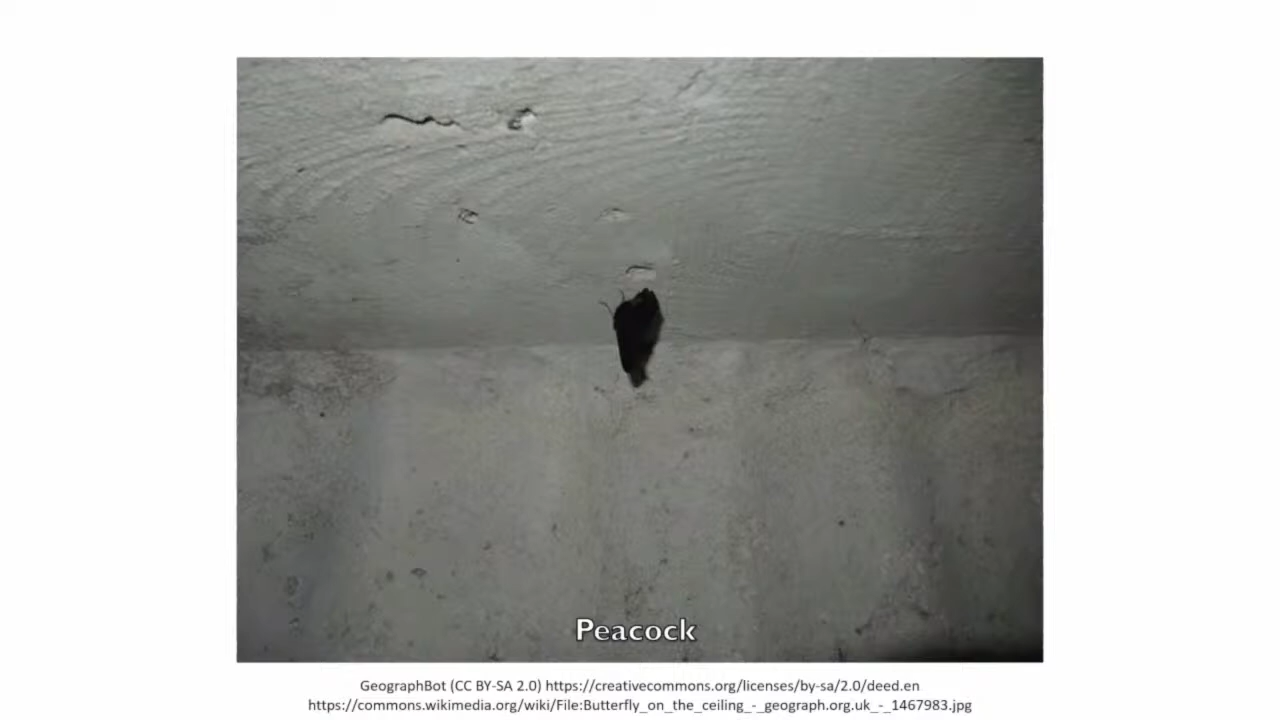 Peacock
GeographBot (CC BY-SA 2.0) https://creativecommons.org/licenses/by-sa/2.0/deed.en
https://commons.wikimedia.org/wiki/File:Butterfly_on_the_ceiling_-_geograph.org.uk_-_1467983.jpg